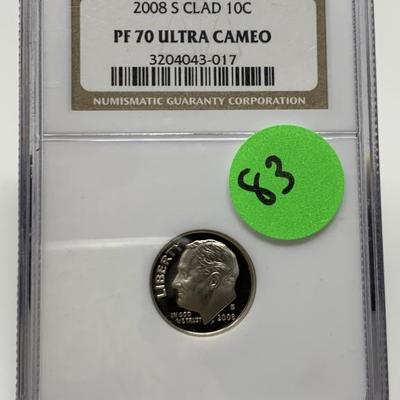 2008 S CLAD 10C
PF 70 ULTRA CAMEO
3204043-017
NUMISMATIC GUARANTY CORPORATION
83
LIBERTY
IN GOD
WE TRUST
S
2008